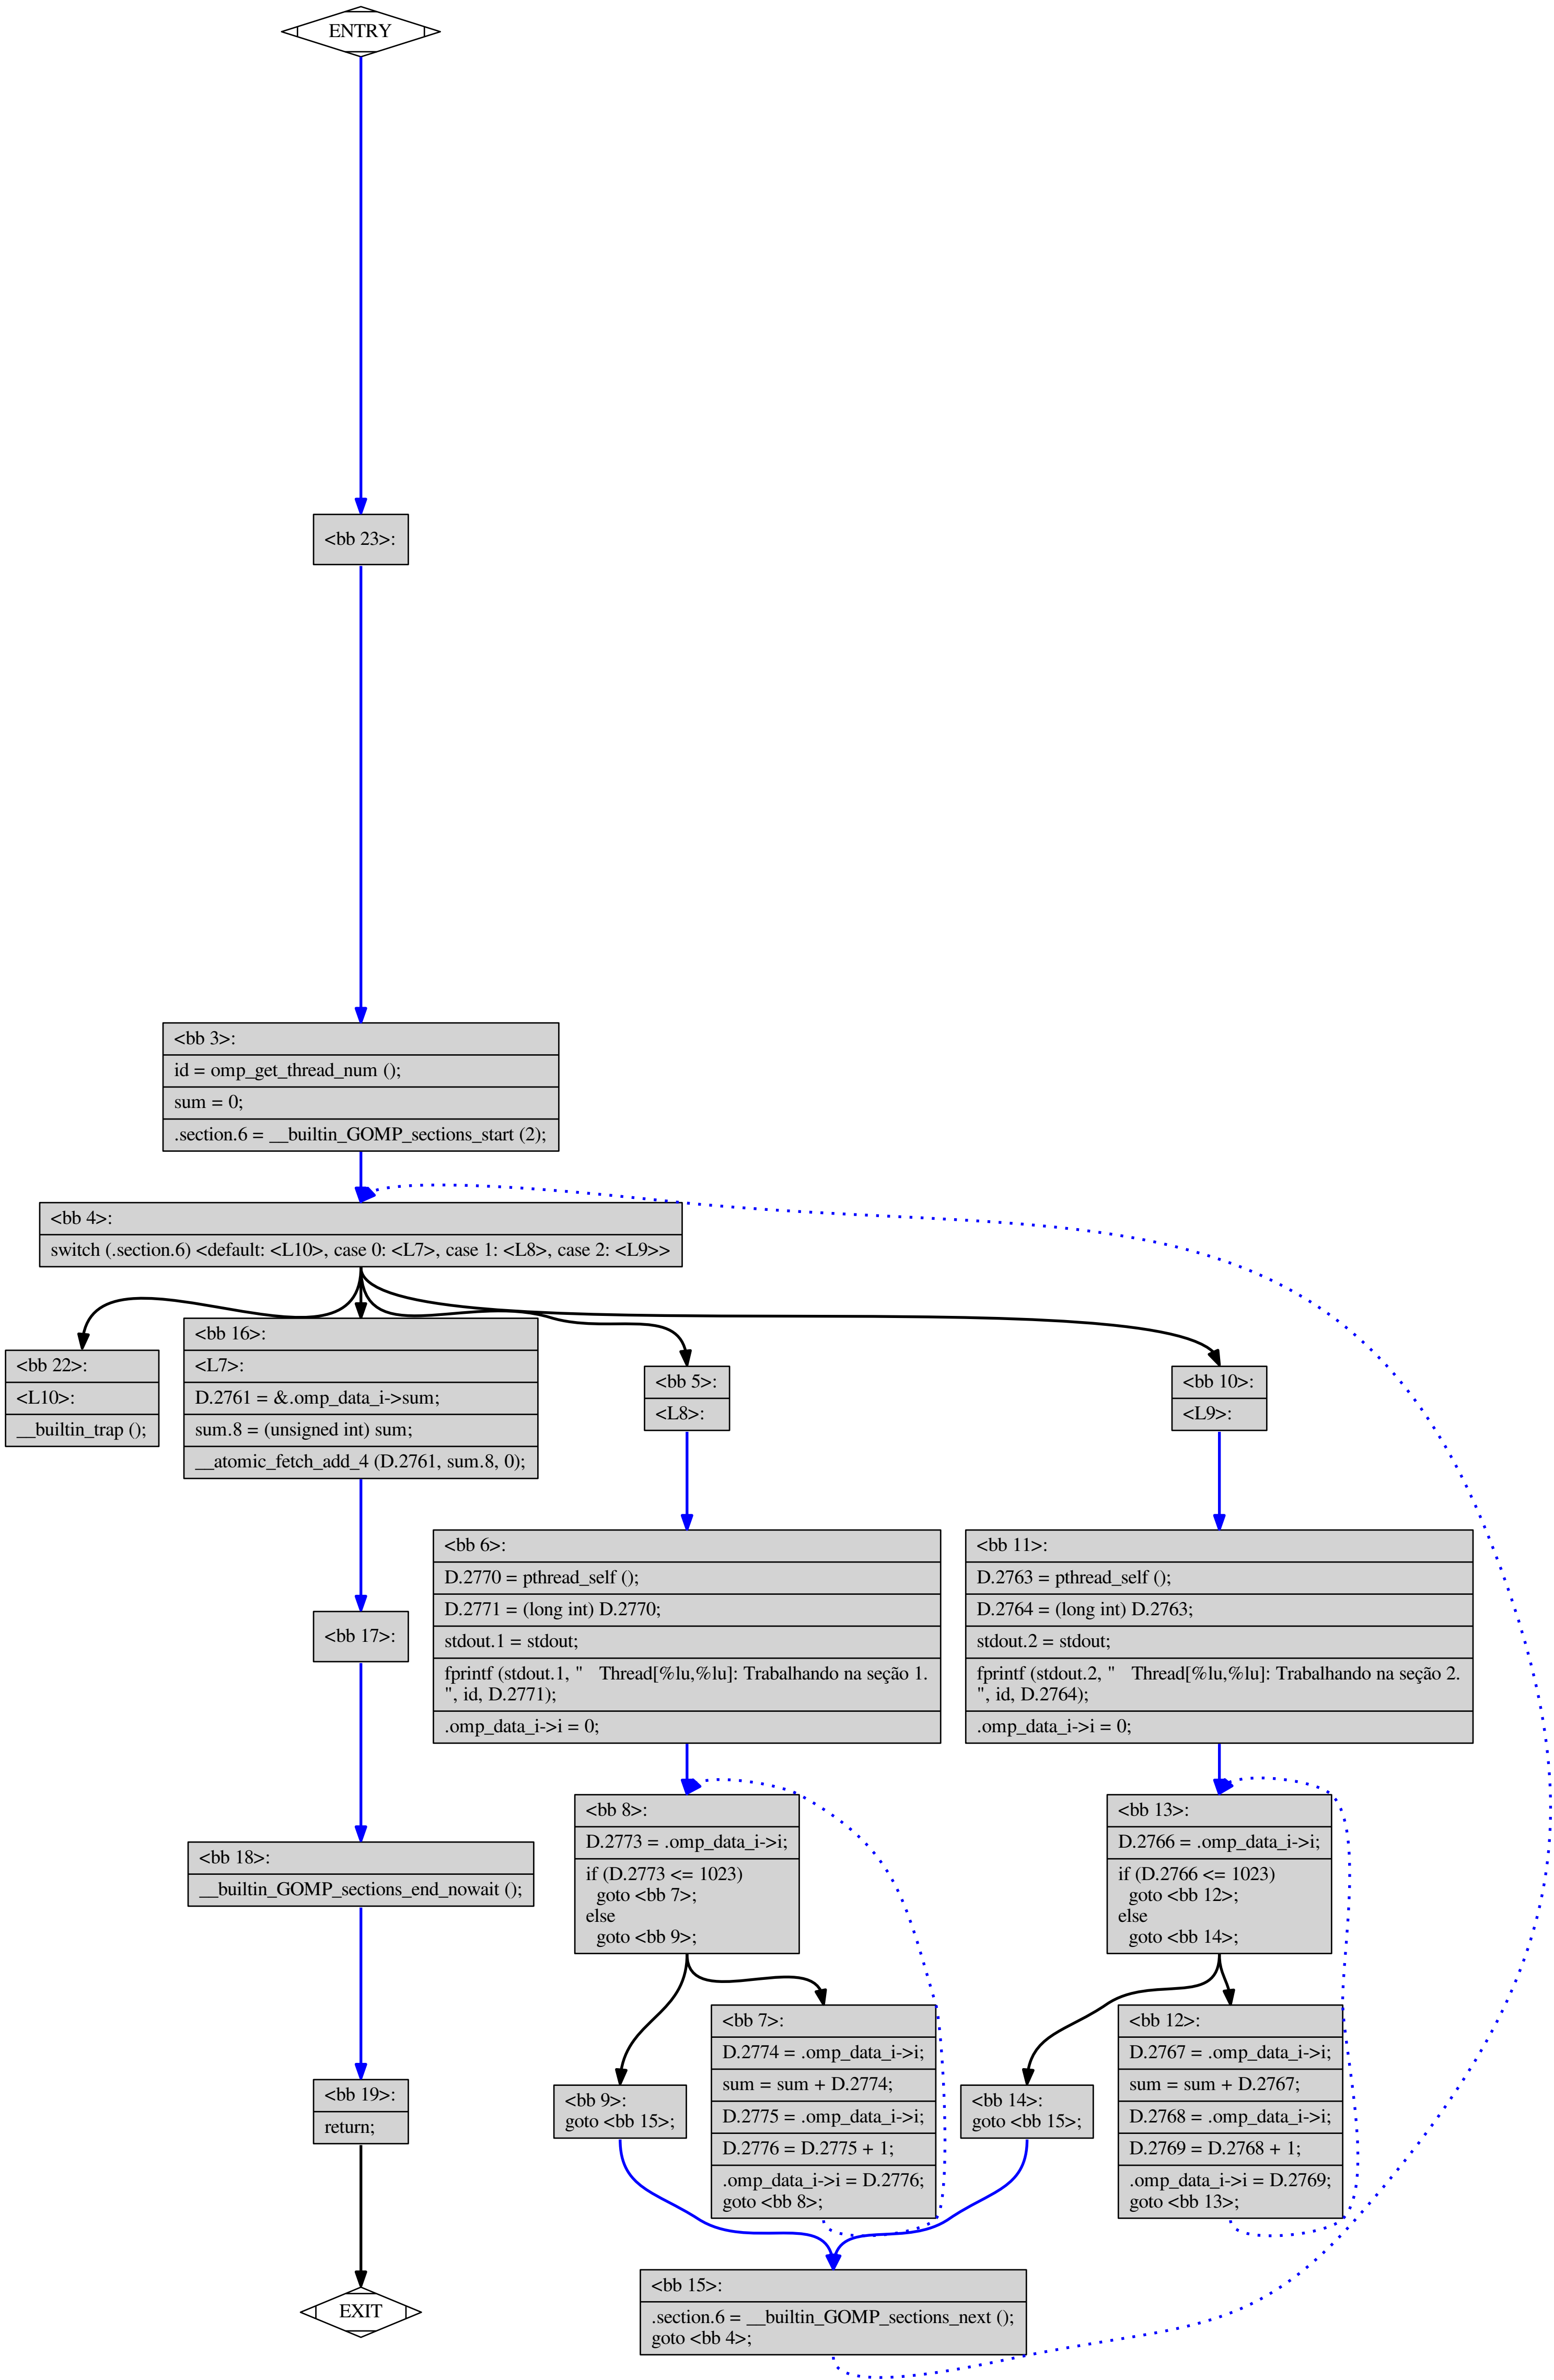 ENTRY
<bb 23>:
<bb 3>:
id = omp_get_thread_num ();
sum = 0;
.section.6 = __builtin_GOMP_sections_start (2);
<bb 4>:
switch (.section.6) <default: <L10>, case 0: <L7>, case 1: <L8>, case 2: <L9>>
<bb 22>:
<L10>:
__builtin_trap ();
<bb 16>:
<L7>:
D.2761 = &.omp_data_i->sum;
sum.8 = (unsigned int) sum;
__atomic_fetch_add_4 (D.2761, sum.8, 0);
<bb 5>:
<L8>:
<bb 10>:
<L9>:
<bb 17>:
<bb 6>:
D.2770 = pthread_self ();
D.2771 = (long int) D.2770;
stdout.1 = stdout;
fprintf (stdout.1, "   Thread[%lu,%lu]: Trabalhando na seção 1.
", id, D.2771);
.omp_data_i->i = 0;
<bb 11>:
D.2763 = pthread_self ();
D.2764 = (long int) D.2763;
stdout.2 = stdout;
fprintf (stdout.2, "   Thread[%lu,%lu]: Trabalhando na seção 2.
", id, D.2764);
.omp_data_i->i = 0;
<bb 18>:
__builtin_GOMP_sections_end_nowait ();
<bb 8>:
D.2773 = .omp_data_i->i;
if (D.2773 <= 1023)
  goto <bb 7>;
else
  goto <bb 9>;
<bb 13>:
D.2766 = .omp_data_i->i;
if (D.2766 <= 1023)
  goto <bb 12>;
else
  goto <bb 14>;
<bb 19>:
return;
<bb 9>:
goto <bb 15>;
<bb 7>:
D.2774 = .omp_data_i->i;
sum = sum + D.2774;
D.2775 = .omp_data_i->i;
D.2776 = D.2775 + 1;
.omp_data_i->i = D.2776;
goto <bb 8>;
<bb 14>:
goto <bb 15>;
<bb 12>:
D.2767 = .omp_data_i->i;
sum = sum + D.2767;
D.2768 = .omp_data_i->i;
D.2769 = D.2768 + 1;
.omp_data_i->i = D.2769;
goto <bb 13>;
EXIT
<bb 15>:
.section.6 = __builtin_GOMP_sections_next ();
goto <bb 4>;